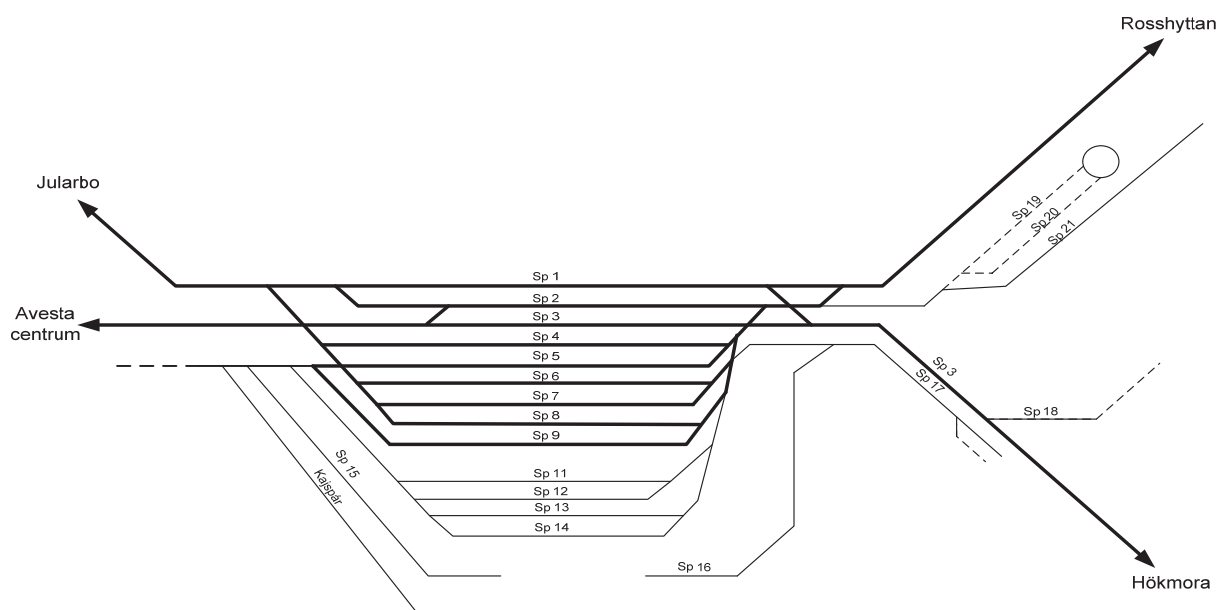 Rosshyttan
Jularbo
Sp 19
Sp 20
Sp 21
Sp 1
Sp 2
Avesta
centrum
Sp 3
Sp 4
Sp 5
Sp 6
Sp 7
Sp 8
Sp 9
Sp 3
Sp 17
Sp 18
Sp 15
Kajspår
Sp 11
Sp 12
Sp 13
Sp 14
Sp 16
Hökmora